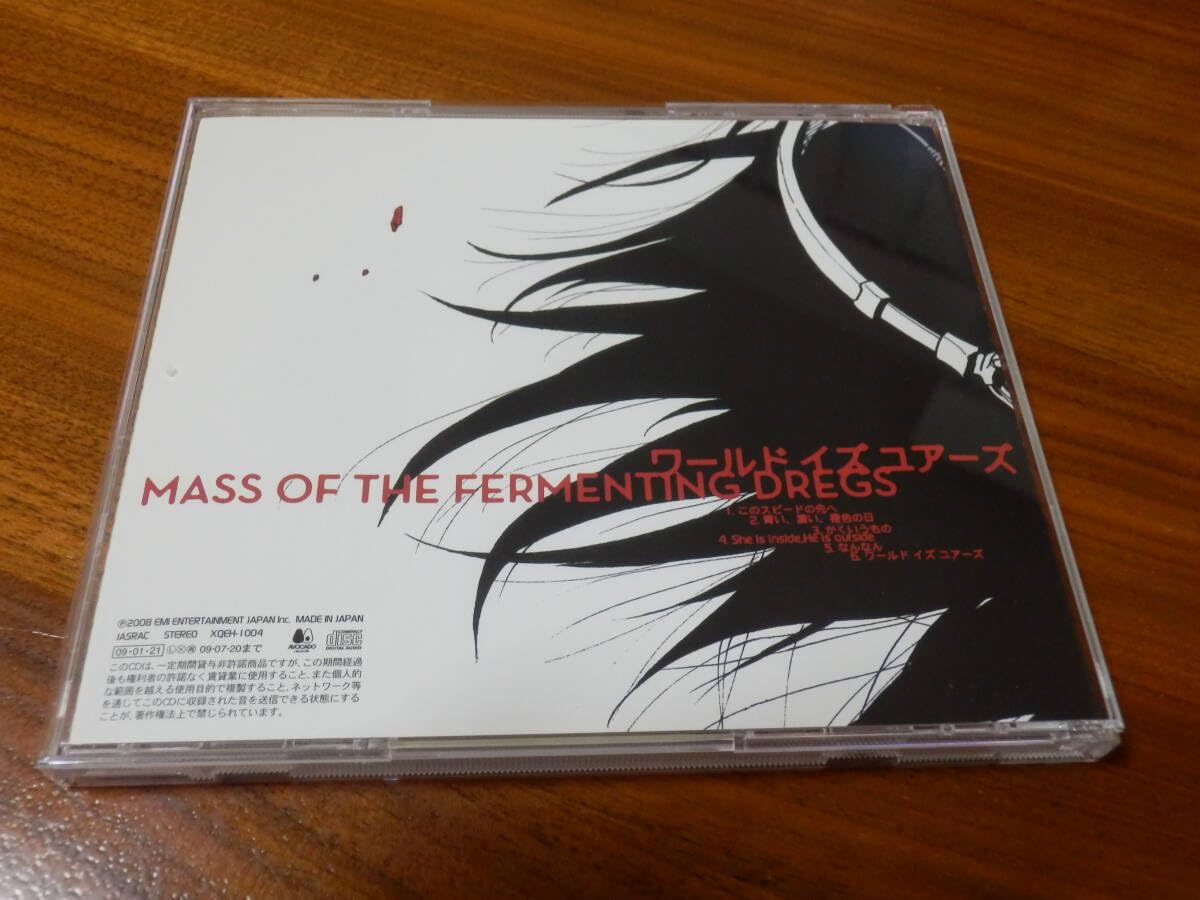 ワールド イズ ユアーズ
MASS OF THE FERMENTING DREGS
1. このスピードの先へ
2. 青い、濃い、橙色の日
3. かくいうもの
4. She is inside,He is outside
5. なんなん
6. ワールド イズ ユアーズ
Ⓟ2008 EMI ENTERTAINMENT JAPAN Inc. MADE IN JAPAN
JASRAC STEREO XQEH-1004
AVOCADO
COMPACT disc DIGITAL AUDIO
09・01・21 Ⓛ Ⓧ 09・07・20まで
このCDは、一定期間貸与非許諾商品ですが、この期間経過
後も権利者の許諾なく賃貸業に使用すること、また個人的
な範囲を越える使用目的で複製すること、ネットワーク等
を通じてこのCDに収録された音を送信できる状態にする
ことが、著作権法上で禁じられています。